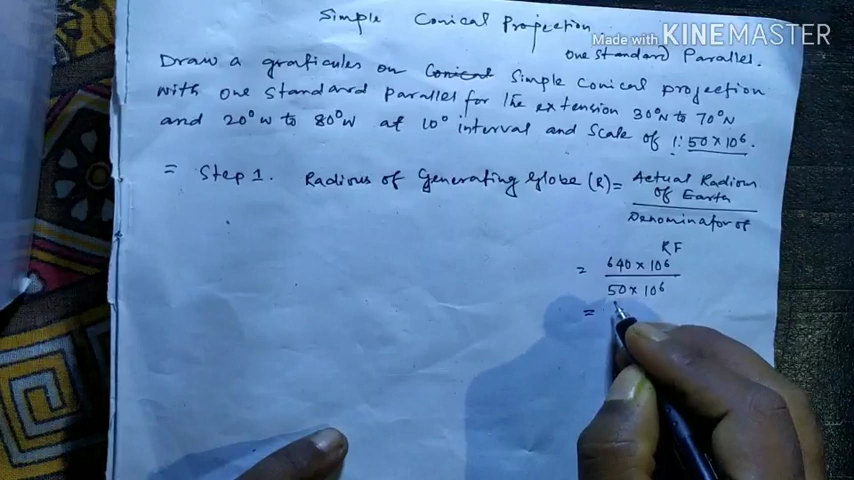 Simple Conical Projection
Made with KINEMASTER
One Standard Parallel.
Draw a graticules on Conical Simple Conical projection
with one standard parallel for the extension 30°N to 70°N
and 20°W to 80°W at 10° interval and Scale of 1:50×10⁶.
= Step 1. Radious of Generating Globe (R) = Actual Radious of Earth
Denominator of RF
= 640×10⁶
50×10⁶
=